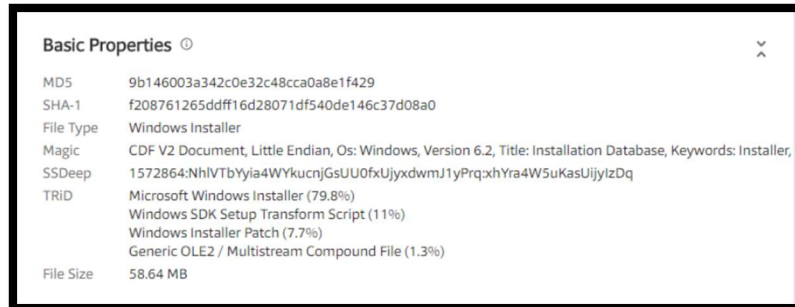 Basic Properties
MD5 9b146003a342c0e32c48cca0a8e1f429
SHA-1 f208761265ddff16d28071df540de146c37d08a0
File Type Windows Installer
Magic CDF V2 Document, Little Endian, Os: Windows, Version 6.2, Title: Installation Database, Keywords: Installer,
SSDeep 1572864:NhlVTbYyia4WYkucnjGsUU0fxUjyxdwmJ1yPrq:xhYra4W5uKasUijyIzDq
TRiD Microsoft Windows Installer (79.8%)
Windows SDK Setup Transform Script (11%)
Windows Installer Patch (7.7%)
Generic OLE2 / Multistream Compound File (1.3%)
File Size 58.64 MB